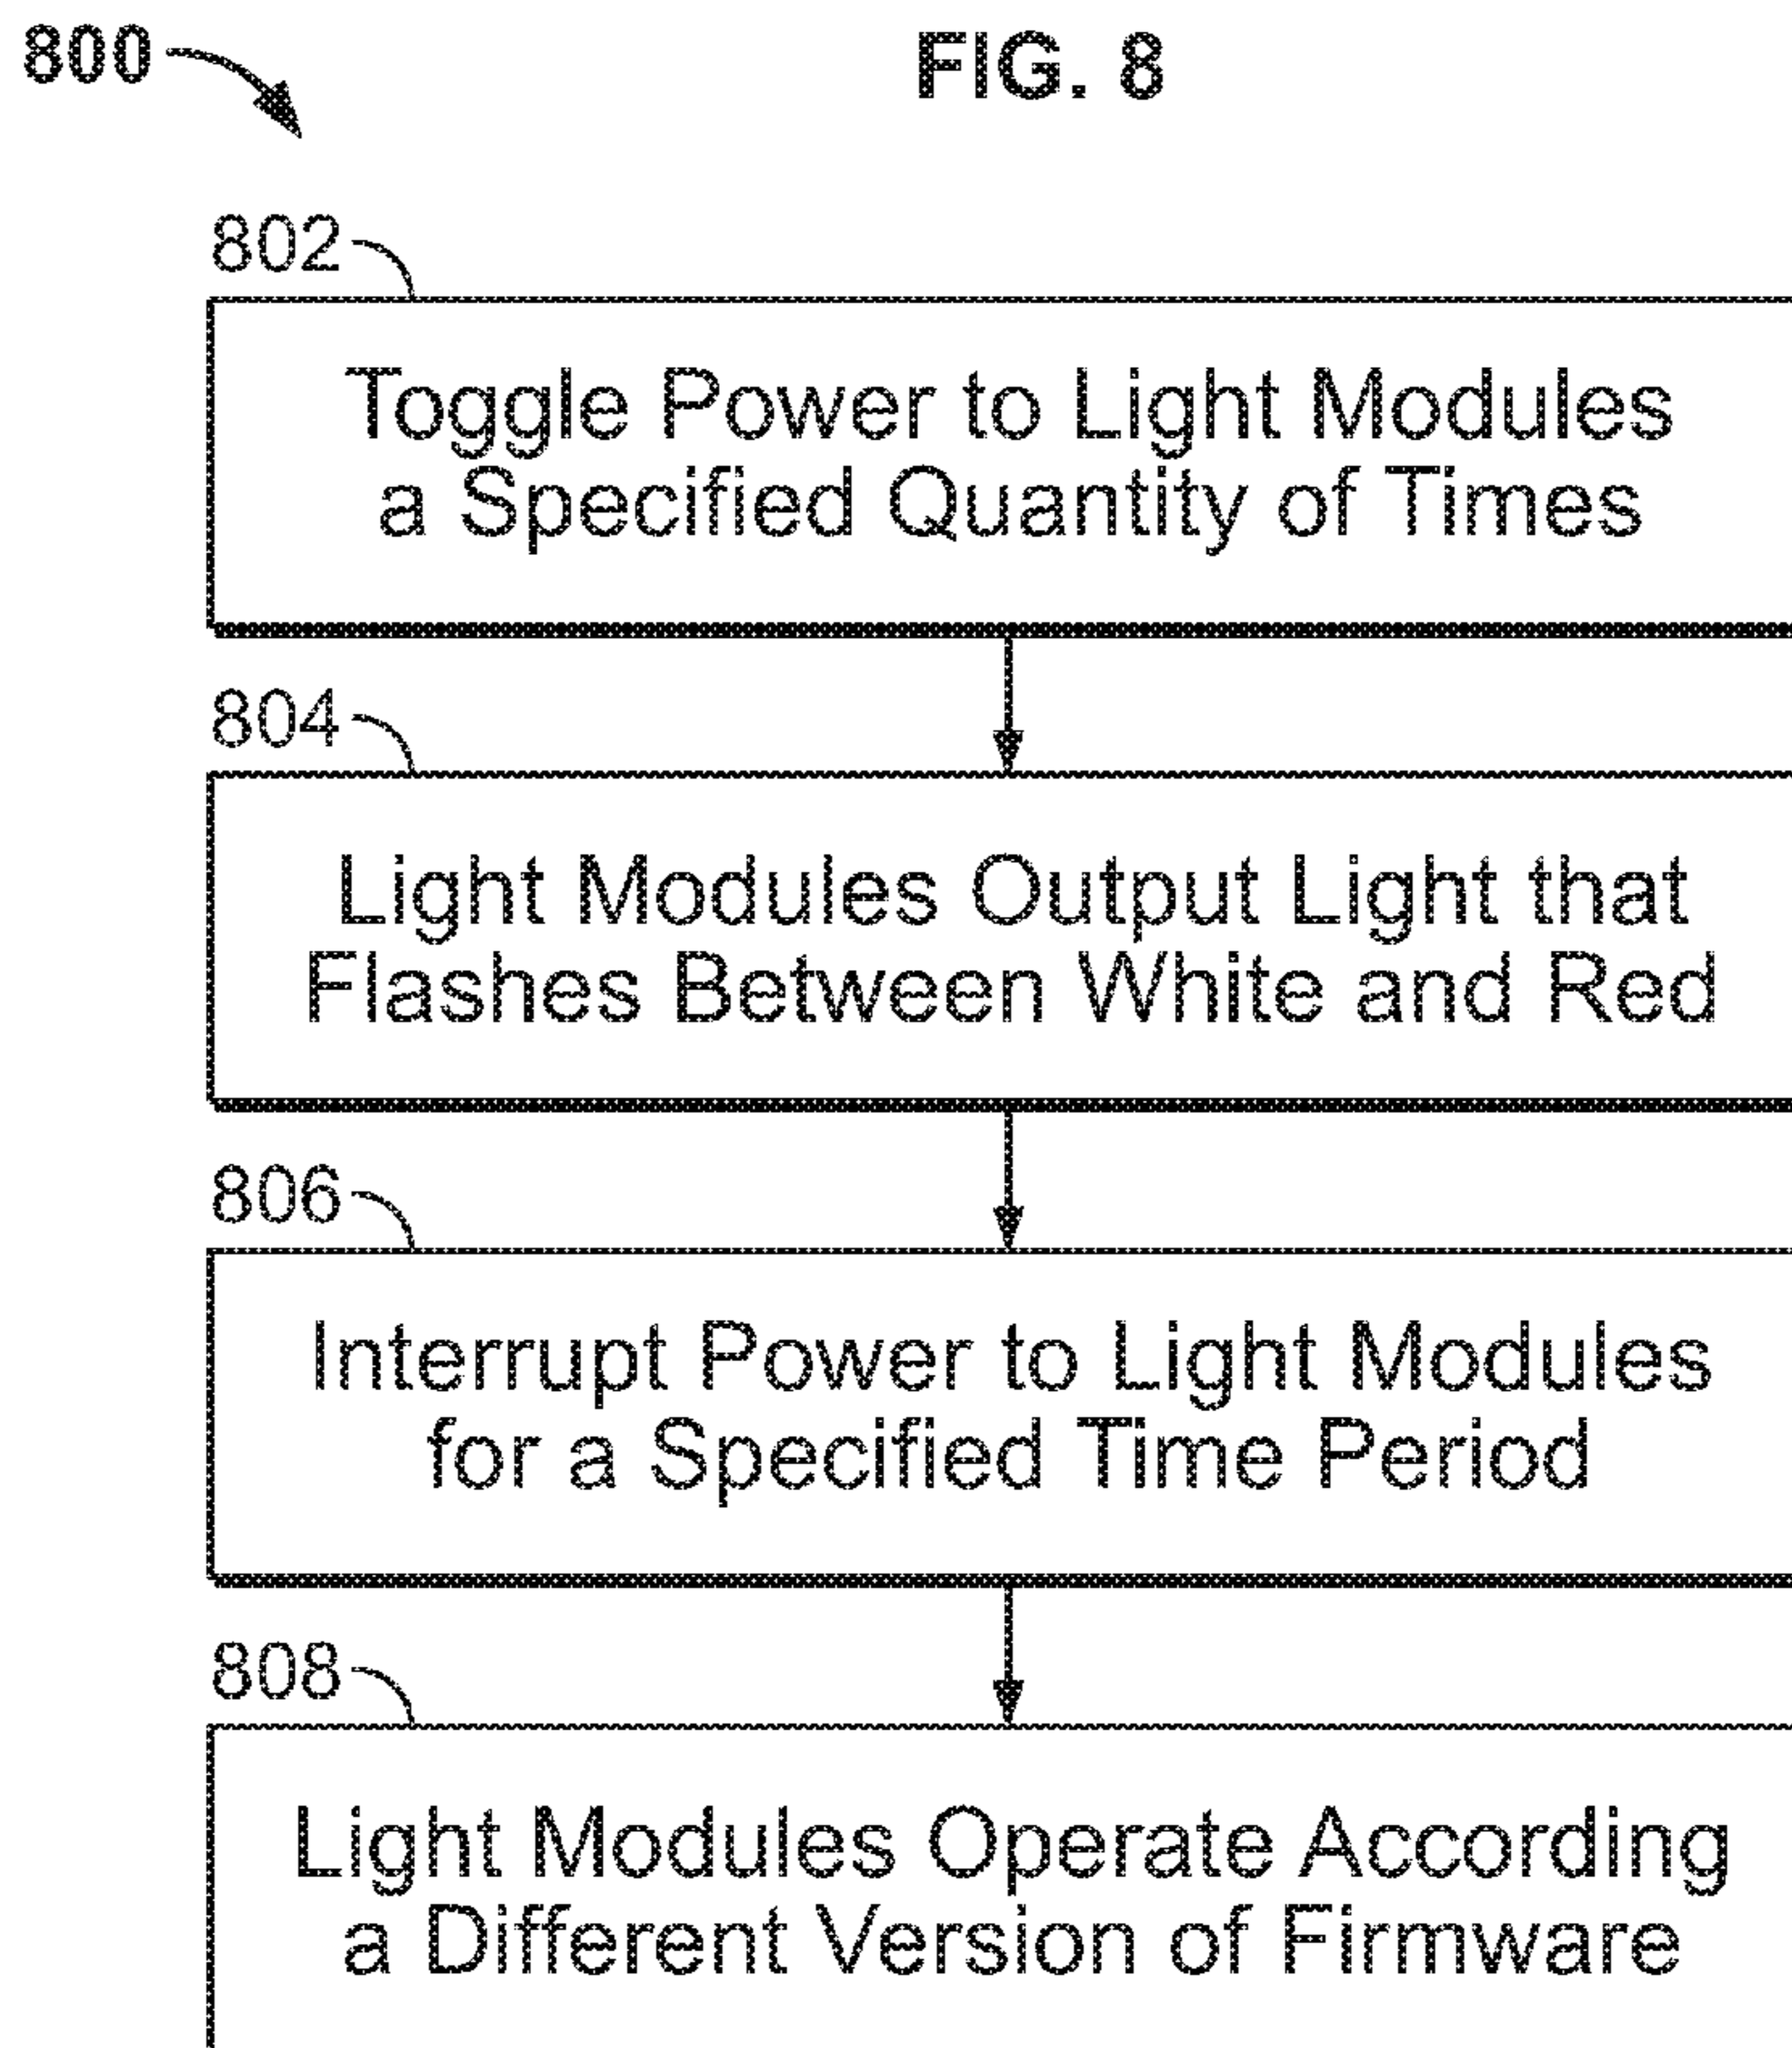 800
FIG. 8
802
Toggle Power to Light Modules
a Specified Quantity of Times
804
Light Modules Output Light that
Flashes Between White and Red
806
Interrupt Power to Light Modules
for a Specified Time Period
808
Light Modules Operate According
a Different Version of Firmware